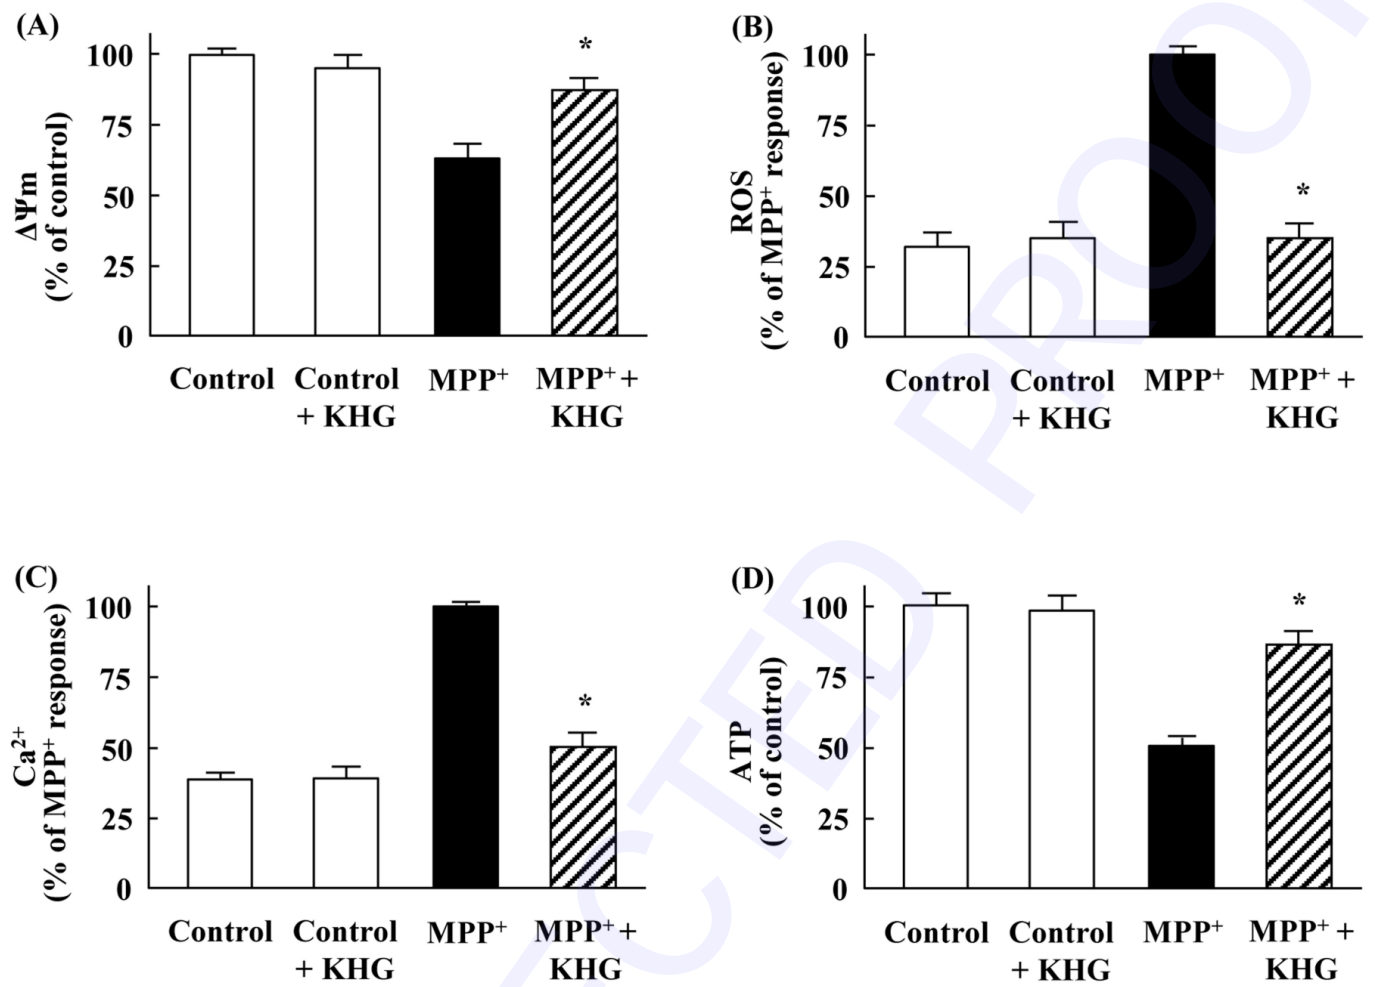 (A)
ΔΨm
(% of control)
100
75
50
25
0
*
Control
Control
+ KHG
MPP⁺
MPP⁺ +
KHG
(B)
ROS
(% of MPP⁺ response)
100
75
50
25
0
*
Control
Control
+ KHG
MPP⁺
MPP⁺ +
KHG
(C)
Ca²⁺
(% of MPP⁺ response)
100
75
50
25
0
*
Control
Control
+ KHG
MPP⁺
MPP⁺ +
KHG
(D)
ATP
(% of control)
100
75
50
25
0
*
Control
Control
+ KHG
MPP⁺
MPP⁺ +
KHG
CTED PROO